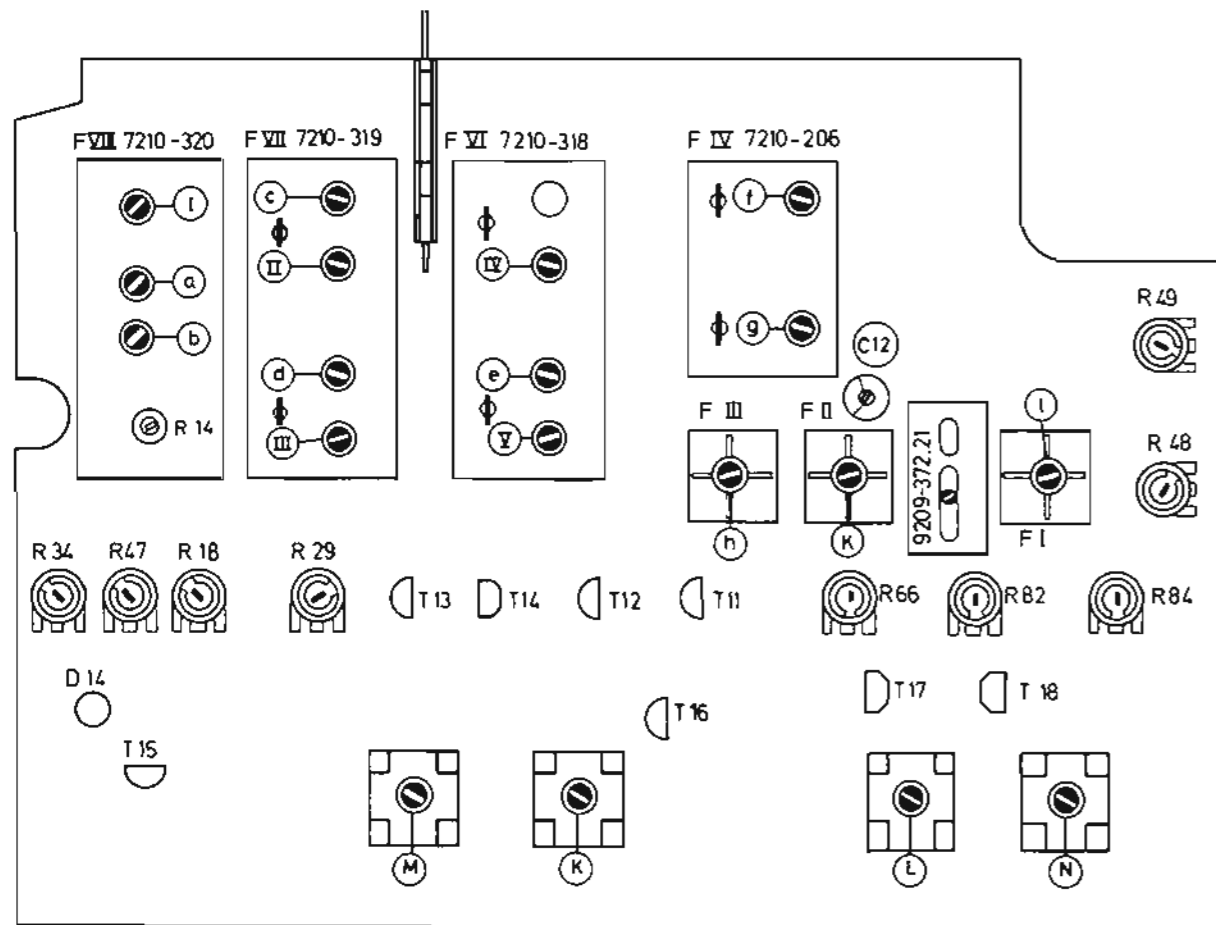 F VIII 7210-320
F VII 7210-319
F VI 7210-318
F IV 7210-206
I
a
b
R 14
c
II
d
III
IV
e
V
f
g
C12
R 49
F III
F II
l
h
K
9209-372.21
F I
R 48
R 34
R47
R 18
R 29
T13
T14
T12
T11
R66
R82
R84
D 14
T 15
T 16
T17
T 18
M
K
L
N